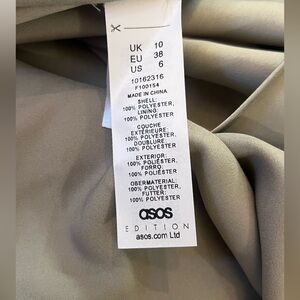 UK 10
EU 38
US 6
10162316
F100154
MADE IN CHINA
SHELL:
100% POLYESTER,
LINING:
100% POLYESTER.
COUCHE
EXTÉRIEURE:
100% POLYESTER,
DOUBLURE:
100% POLYESTER
EXTERIOR:
100% POLIÉSTER,
FORRO:
100% POLIÉSTER
OBERMATERIAL:
100% POLYESTER,
FUTTER:
100% POLYESTER
asos
EDITION
asos.com Ltd